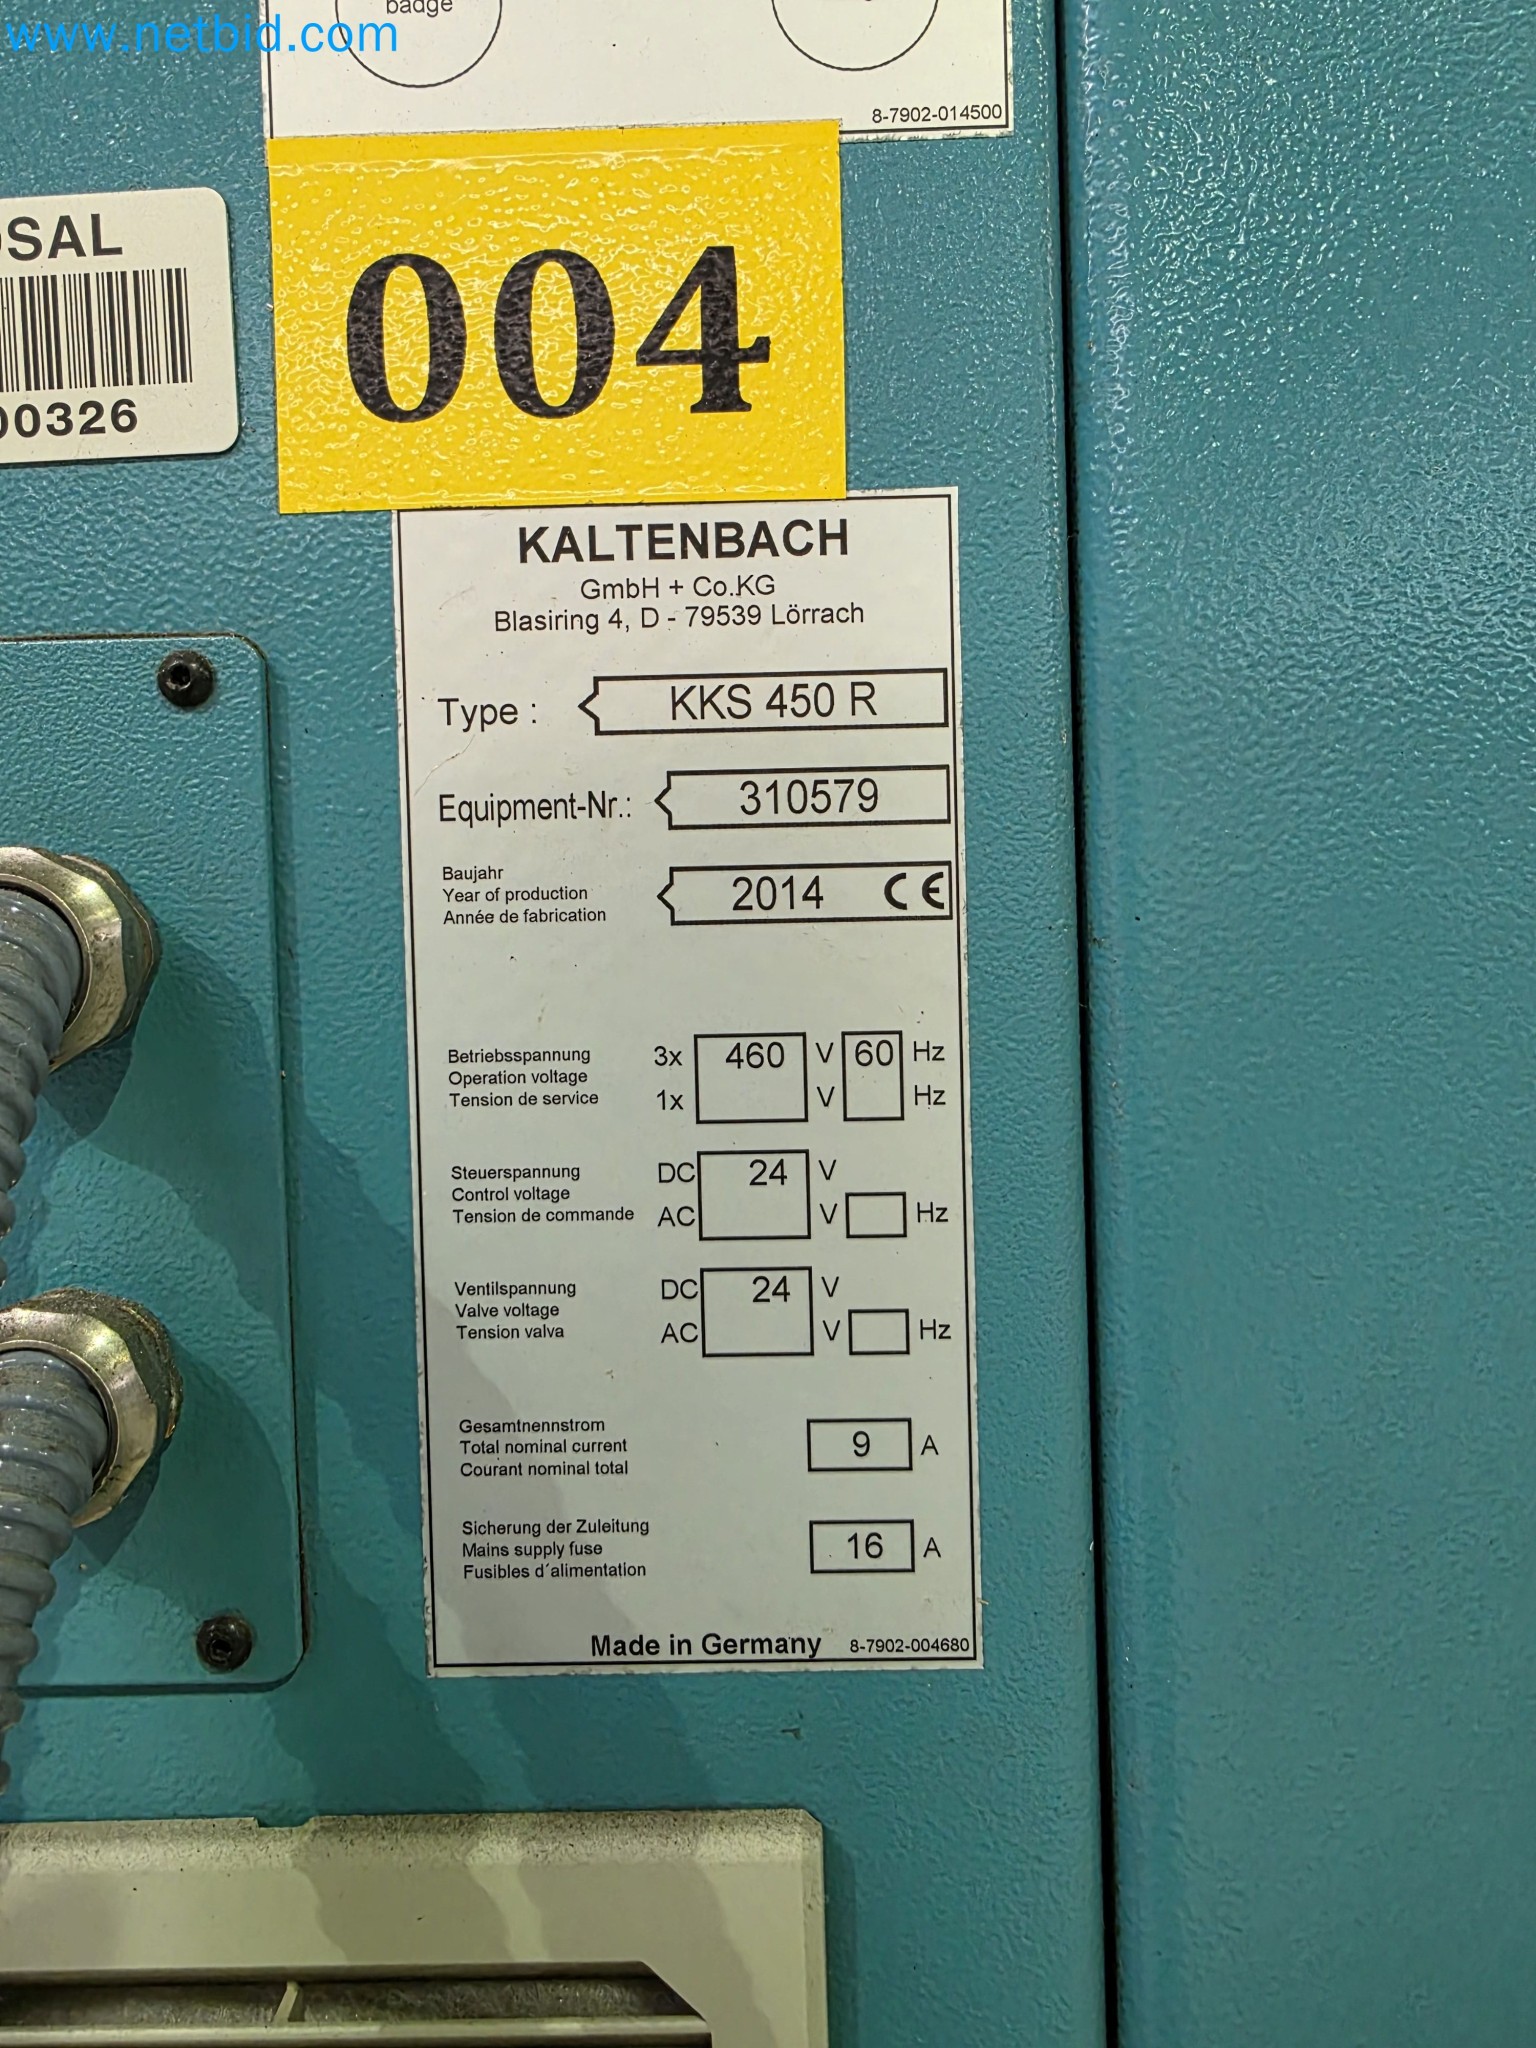 badge
www.netbid.com
8-7902-014500
004
00326
KALTENBACH
GmbH + Co.KG
Blasiring 4, D - 79539 Lörrach
Type : KKS 450 R
Equipment-Nr.: 310579
Baujahr
Year of production 2014 CE
Année de fabrication
Betriebsspannung 3x 460 V 60 Hz
Operation voltage
Tension de service 1x V Hz
Steuerspannung DC 24 V
Control voltage
Tension de commande AC V Hz
Ventilspannung DC 24 V
Valve voltage
Tension valva AC V Hz
Gesamtnennstrom
Total nominal current 9 A
Courant nominal total
Sicherung der Zuleitung
Mains supply fuse 16 A
Fusibles d´alimentation
Made in Germany 8-7902-004680